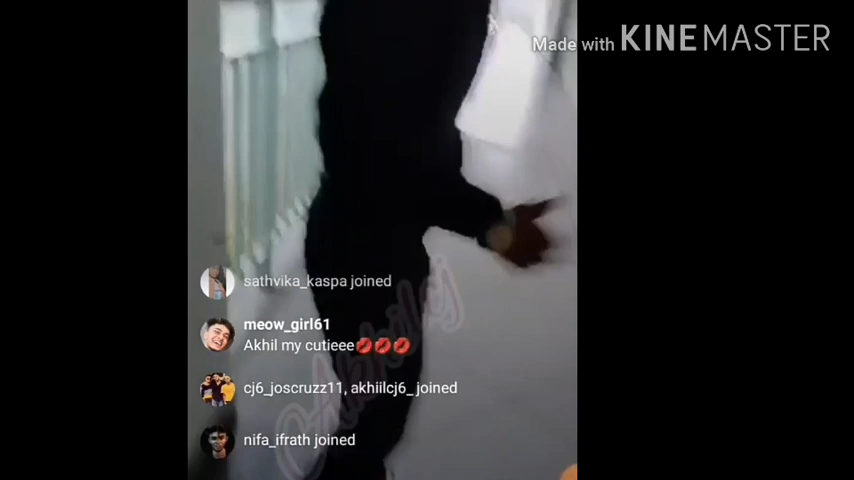 Made with KINEMASTER
sathvika_kaspa joined
meow_girl61
Akhil my cutieee💋💋💋
cj6_joscruzz11, akhiilcj6_ joined
nifa_ifrath joined